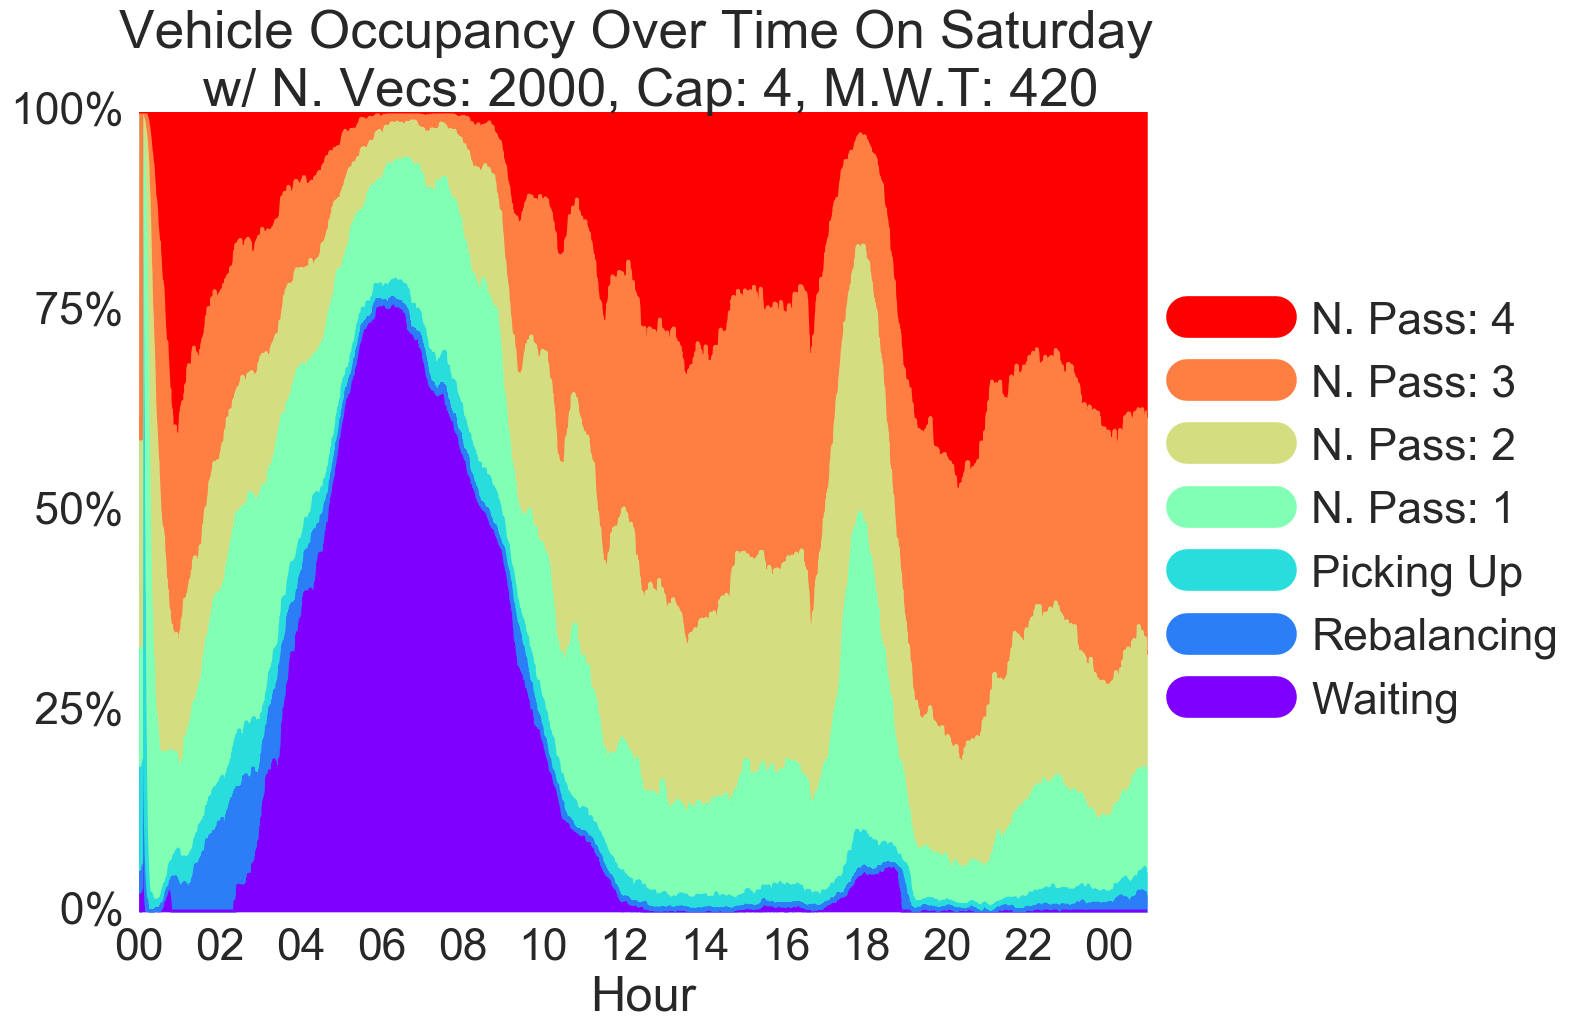 Vehicle Occupancy Over Time On Saturday
w/ N. Vecs: 2000, Cap: 4, M.W.T: 420
100%
75%
50%
25%
0%
00 02 04 06 08 10 12 14 16 18 20 22 00
Hour
N. Pass: 4
N. Pass: 3
N. Pass: 2
N. Pass: 1
Picking Up
Rebalancing
Waiting